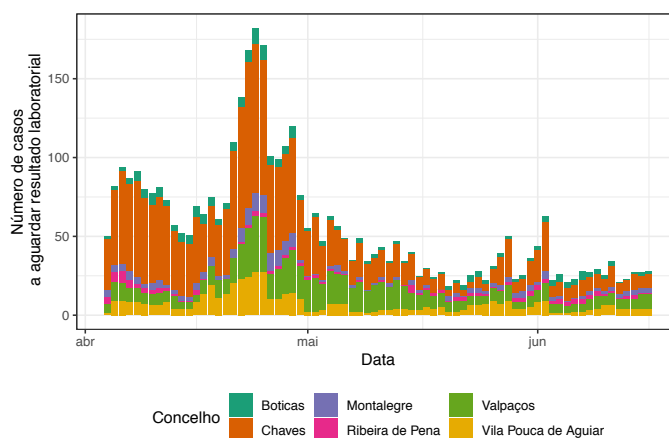 Número de casos
a aguardar resultado laboratorial
150
100
50
0
abr
mai
jun
Data
Concelho
Boticas
Montalegre
Valpaços
Chaves
Ribeira de Pena
Vila Pouca de Aguiar